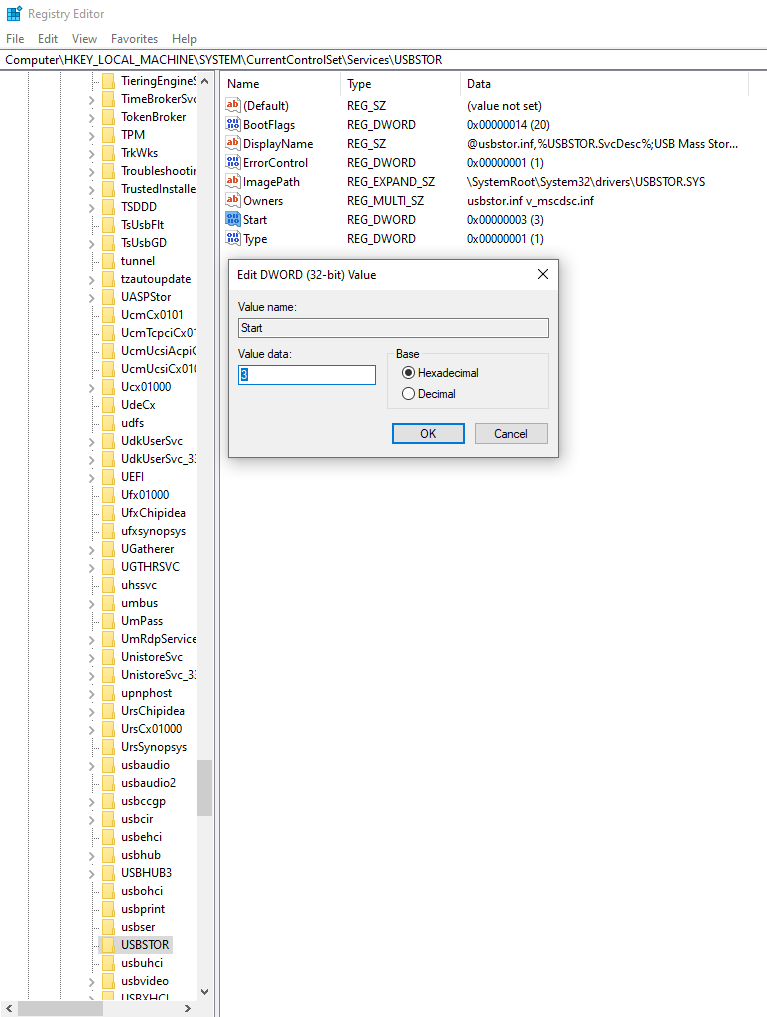 Registry Editor
File Edit View Favorites Help
Computer\HKEY_LOCAL_MACHINE\SYSTEM\CurrentControlSet\Services\USBSTOR
TieringEngineS
TimeBrokerSvc
TokenBroker
TPM
TrkWks
Troubleshootin
TrustedInstalle
TSDDD
TsUsbFlt
TsUsbGD
tunnel
tzautoupdate
UASPStor
UcmCx0101
UcmTcpciCx01
UcmUcsiAcpiC
UcmUcsiCx010
Ucx01000
UdeCx
udfs
UdkUserSvc
UdkUserSvc_33
UEFI
Ufx01000
UfxChipidea
ufxsynopsys
UGatherer
UGTHRSVC
uhssvc
umbus
UmPass
UmRdpService
UnistoreSvc
UnistoreSvc_33
upnphost
UrsChipidea
UrsCx01000
UrsSynopsys
usbaudio
usbaudio2
usbccgp
usbcir
usbehci
usbhub
USBHUB3
usbohci
usbprint
usbser
USBSTOR
usbuhci
usbvideo
USBXHCI
Name Type Data
(Default) REG_SZ (value not set)
BootFlags REG_DWORD 0x00000014 (20)
DisplayName REG_SZ @usbstor.inf,%USBSTOR.SvcDesc%;USB Mass Stor...
ErrorControl REG_DWORD 0x00000001 (1)
ImagePath REG_EXPAND_SZ \SystemRoot\System32\drivers\USBSTOR.SYS
Owners REG_MULTI_SZ usbstor.inf v_mscdsc.inf
Start REG_DWORD 0x00000003 (3)
Type REG_DWORD 0x00000001 (1)
Edit DWORD (32-bit) Value
Value name:
Start
Value data:
3
Base
Hexadecimal
Decimal
OK Cancel